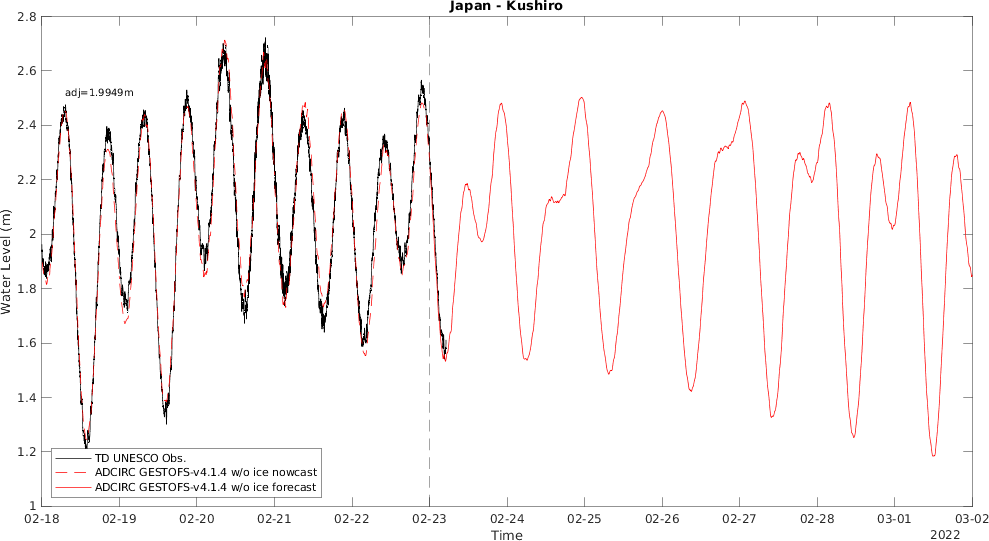 Japan - Kushiro
2.8
2.6
2.4
2.2
2
1.8
1.6
1.4
1.2
1
Water Level (m)
adj=1.9949m
TD UNESCO Obs.
ADCIRC GESTOFS-v4.1.4 w/o ice nowcast
ADCIRC GESTOFS-v4.1.4 w/o ice forecast
02-18 02-19 02-20 02-21 02-22 02-23 02-24 02-25 02-26 02-27 02-28 03-01 03-02
Time
2022